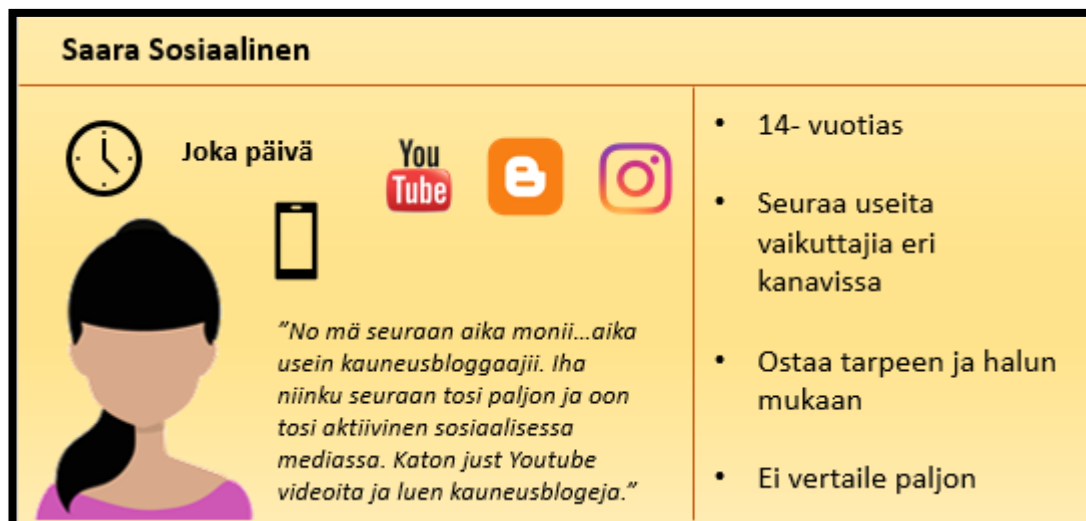 Saara Sosiaalinen
Joka päivä
You
Tube
"No mä seuraan aika monii...aika
usein kauneusbloggaajii. Iha
niinku seuraan tosi paljon ja oon
tosi aktiivinen sosiaalisessa
mediassa. Katon just Youtube
videoita ja luen kauneusblogeja."
• 14- vuotias
• Seuraa useita
vaikuttajia eri
kanavissa
• Ostaa tarpeen ja halun
mukaan
• Ei vertaile paljon